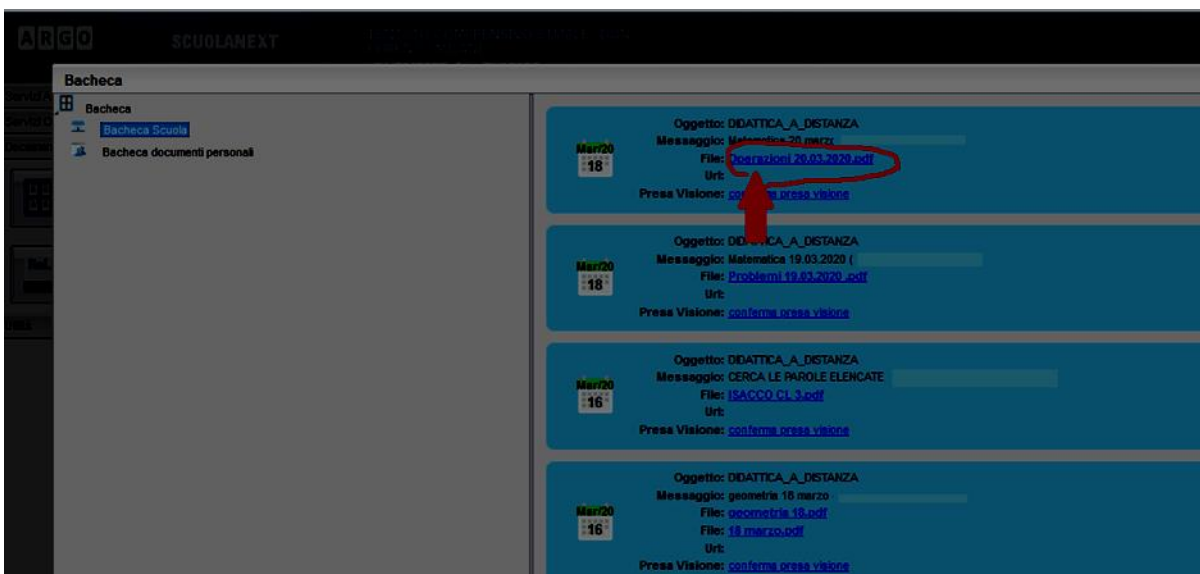 ARGO
SCUOLANEXT
Bacheca
Bacheca
Bacheca Scuola
Bacheca documenti personali
Mar/20
18
Oggetto: DIDATTICA_A_DISTANZA
Messaggio: Matematica 20 marzo
File: Operazioni 20.03.2020.pdf
Url:
Presa Visione: conferma presa visione
Mar/20
18
Oggetto: DIDATTICA_A_DISTANZA
Messaggio: Matematica 19.03.2020 (
File: Problemi 19.03.2020 .pdf
Url:
Presa Visione: conferma presa visione
Mar/20
16
Oggetto: DIDATTICA_A_DISTANZA
Messaggio: CERCA LE PAROLE ELENCATE
File: ISACCO CL 3.pdf
Url:
Presa Visione: conferma presa visione
Mar/20
16
Oggetto: DIDATTICA_A_DISTANZA
Messaggio: geometria 18 marzo
File: geometria 18.pdf
File: 18 marzo.pdf
Url:
Presa Visione: conferma presa visione